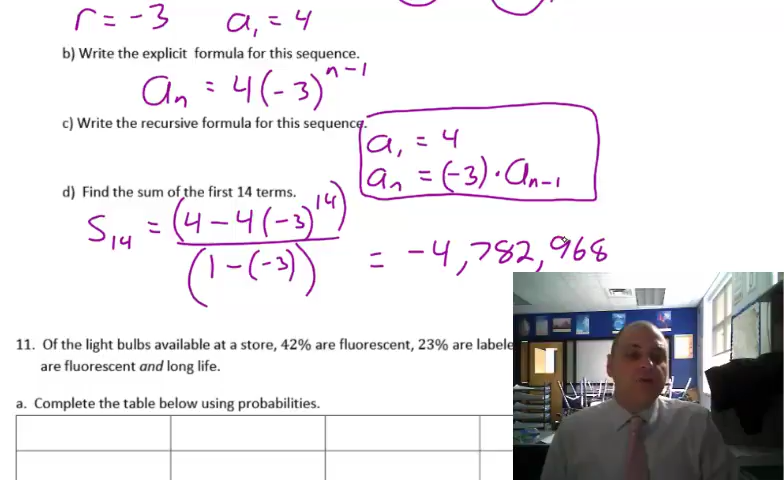 r = -3 a₁ = 4
b) Write the explicit formula for this sequence.
aₙ = 4(-3)ⁿ⁻¹
c) Write the recursive formula for this sequence.
a₁ = 4
aₙ = (-3) · aₙ₋₁
d) Find the sum of the first 14 terms.
S₁₄ = (4 - 4(-3)¹⁴) / (1 - (-3)) = -4,782,968
11. Of the light bulbs available at a store, 42% are fluorescent, 23% are labele
are fluorescent and long life.
a. Complete the table below using probabilities.